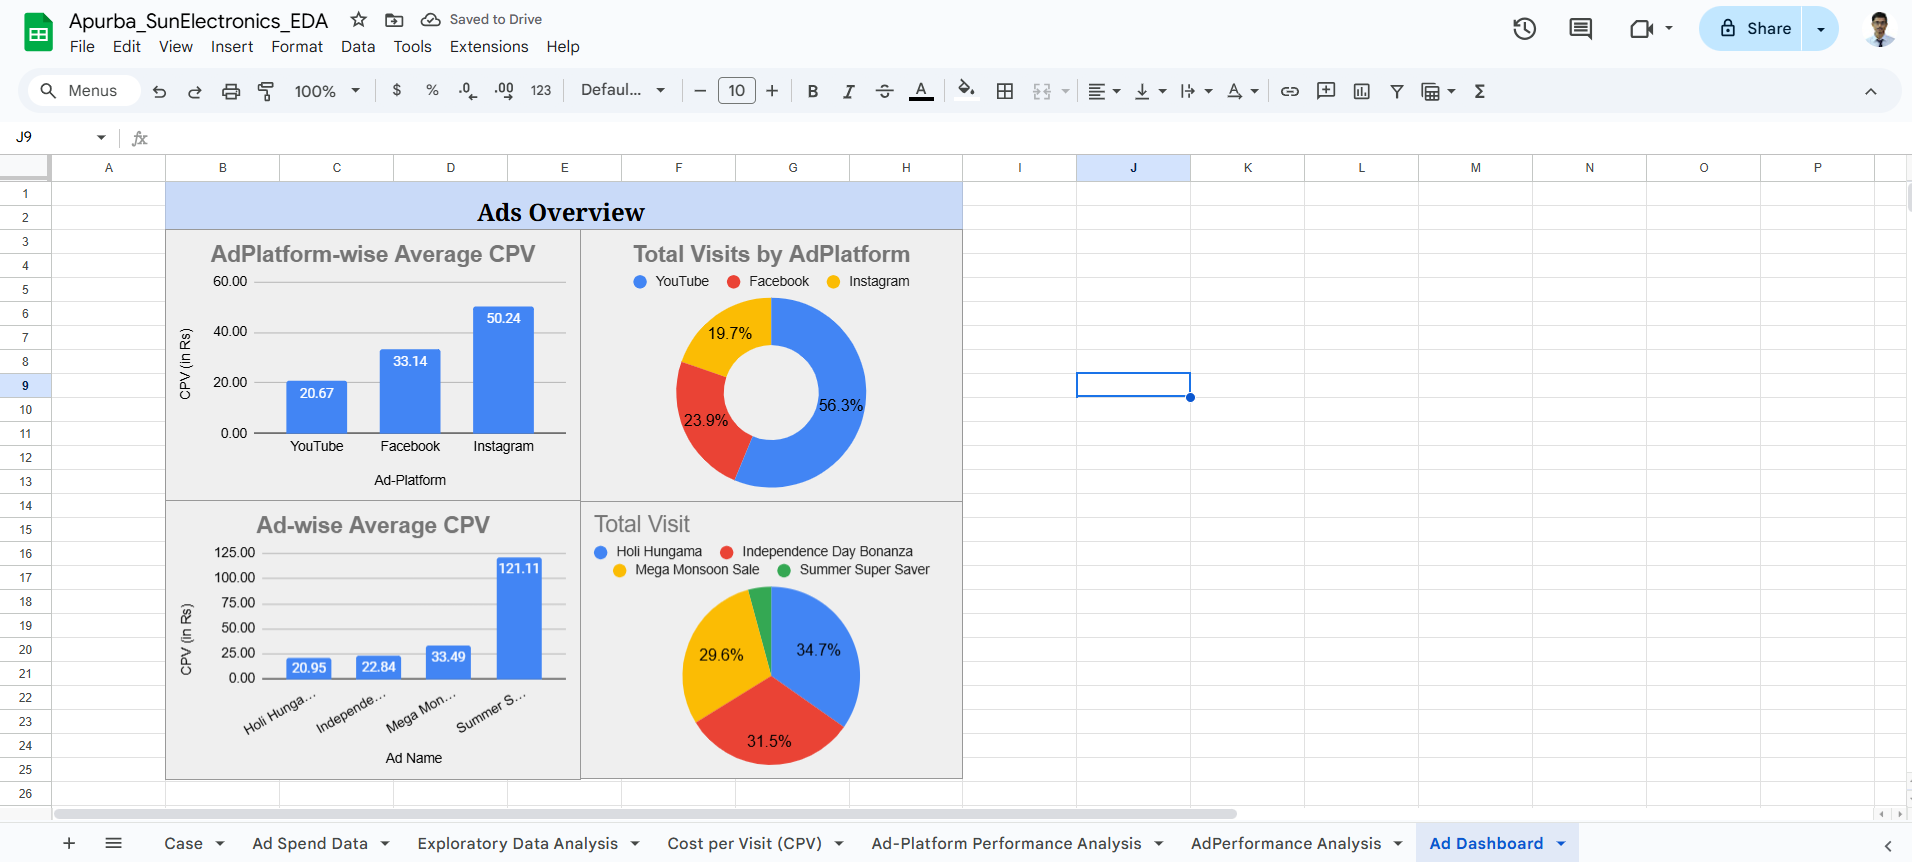 Apurba_SunElectronics_EDA Saved to Drive
File Edit View Insert Format Data Tools Extensions Help
Share
Menus 100% $ % .0 .00 123 Defaul... 10 B I A Σ
J9 fx
A B C D E F G H I J K L M N O P
1
2
3
4
5
6
7
8
9
10
11
12
13
14
15
16
17
18
19
20
21
22
23
24
25
26
Ads Overview
AdPlatform-wise Average CPV
CPV (in Rs)
60.00
40.00
20.00
0.00
20.67
33.14
50.24
YouTube Facebook Instagram
Ad-Platform
Total Visits by AdPlatform
YouTube Facebook Instagram
19.7%
56.3%
23.9%
Ad-wise Average CPV
CPV (in Rs)
125.00
100.00
75.00
50.00
25.00
0.00
20.95
22.84
33.49
121.11
Holi Hunga...
Independe...
Mega Mon...
Summer S...
Ad Name
Total Visit
Holi Hungama Independence Day Bonanza
Mega Monsoon Sale Summer Super Saver
34.7%
29.6%
31.5%
Case Ad Spend Data Exploratory Data Analysis Cost per Visit (CPV) Ad-Platform Performance Analysis AdPerformance Analysis Ad Dashboard